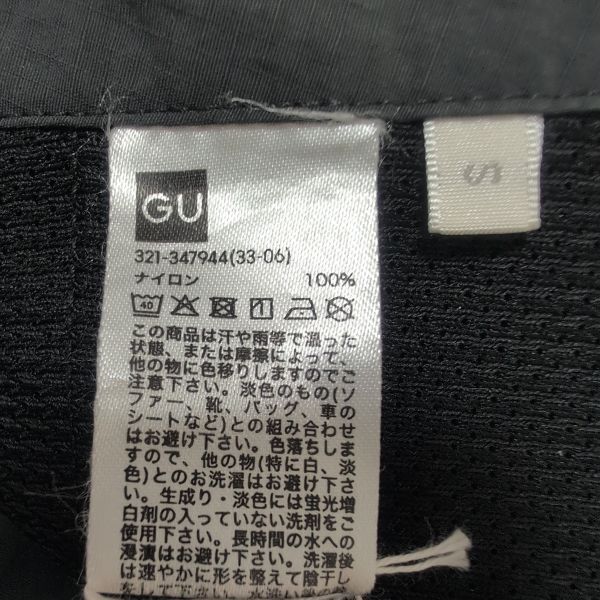 GU
S
321-347944(33-06)
ナイロン 100%
40
この商品は汗や雨等で湿った
状態、または摩擦によって、
他の物に色移りしますのでご
注意下さい。淡色のもの(ソ
ファー、靴、バッグ、車の
シートなど)との組み合わせ
はお避け下さい。色落ちしま
すので、他の物(特に白、淡
色)とのお洗濯はお避け下さ
い。生成り・淡色には蛍光増
白剤の入っていない洗剤をご
使用下さい。長時間の水への
浸漬はお避け下さい。洗濯後
は速やかに形を整えて陰干し